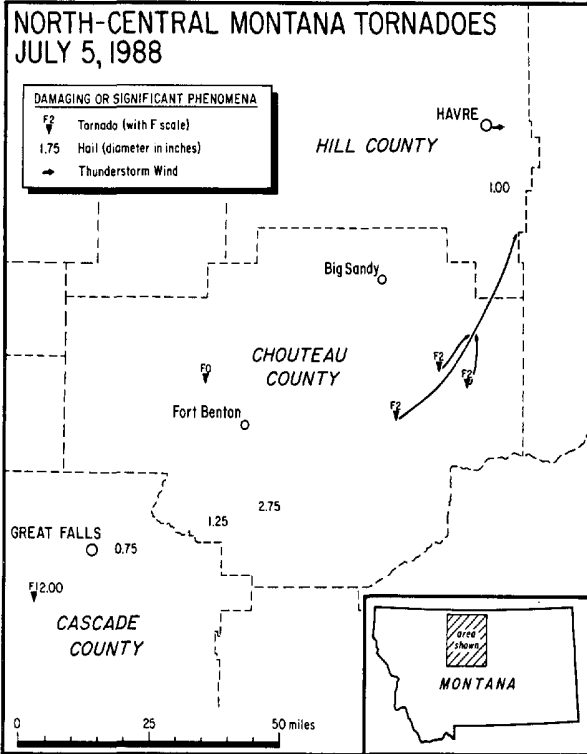 NORTH-CENTRAL MONTANA TORNADOES
JULY 5, 1988
DAMAGING OR SIGNIFICANT PHENOMENA
F2 Tornado (with F scale)
1.75 Hail (diameter in inches)
Thunderstorm Wind
HAVRE
HILL COUNTY
1.00
Big Sandy
CHOUTEAU
COUNTY
F0
F2
F2
F2
Fort Benton
2.75
1.25
GREAT FALLS
0.75
F1 2.00
CASCADE
COUNTY
area
shown
MONTANA
0 25 50 miles